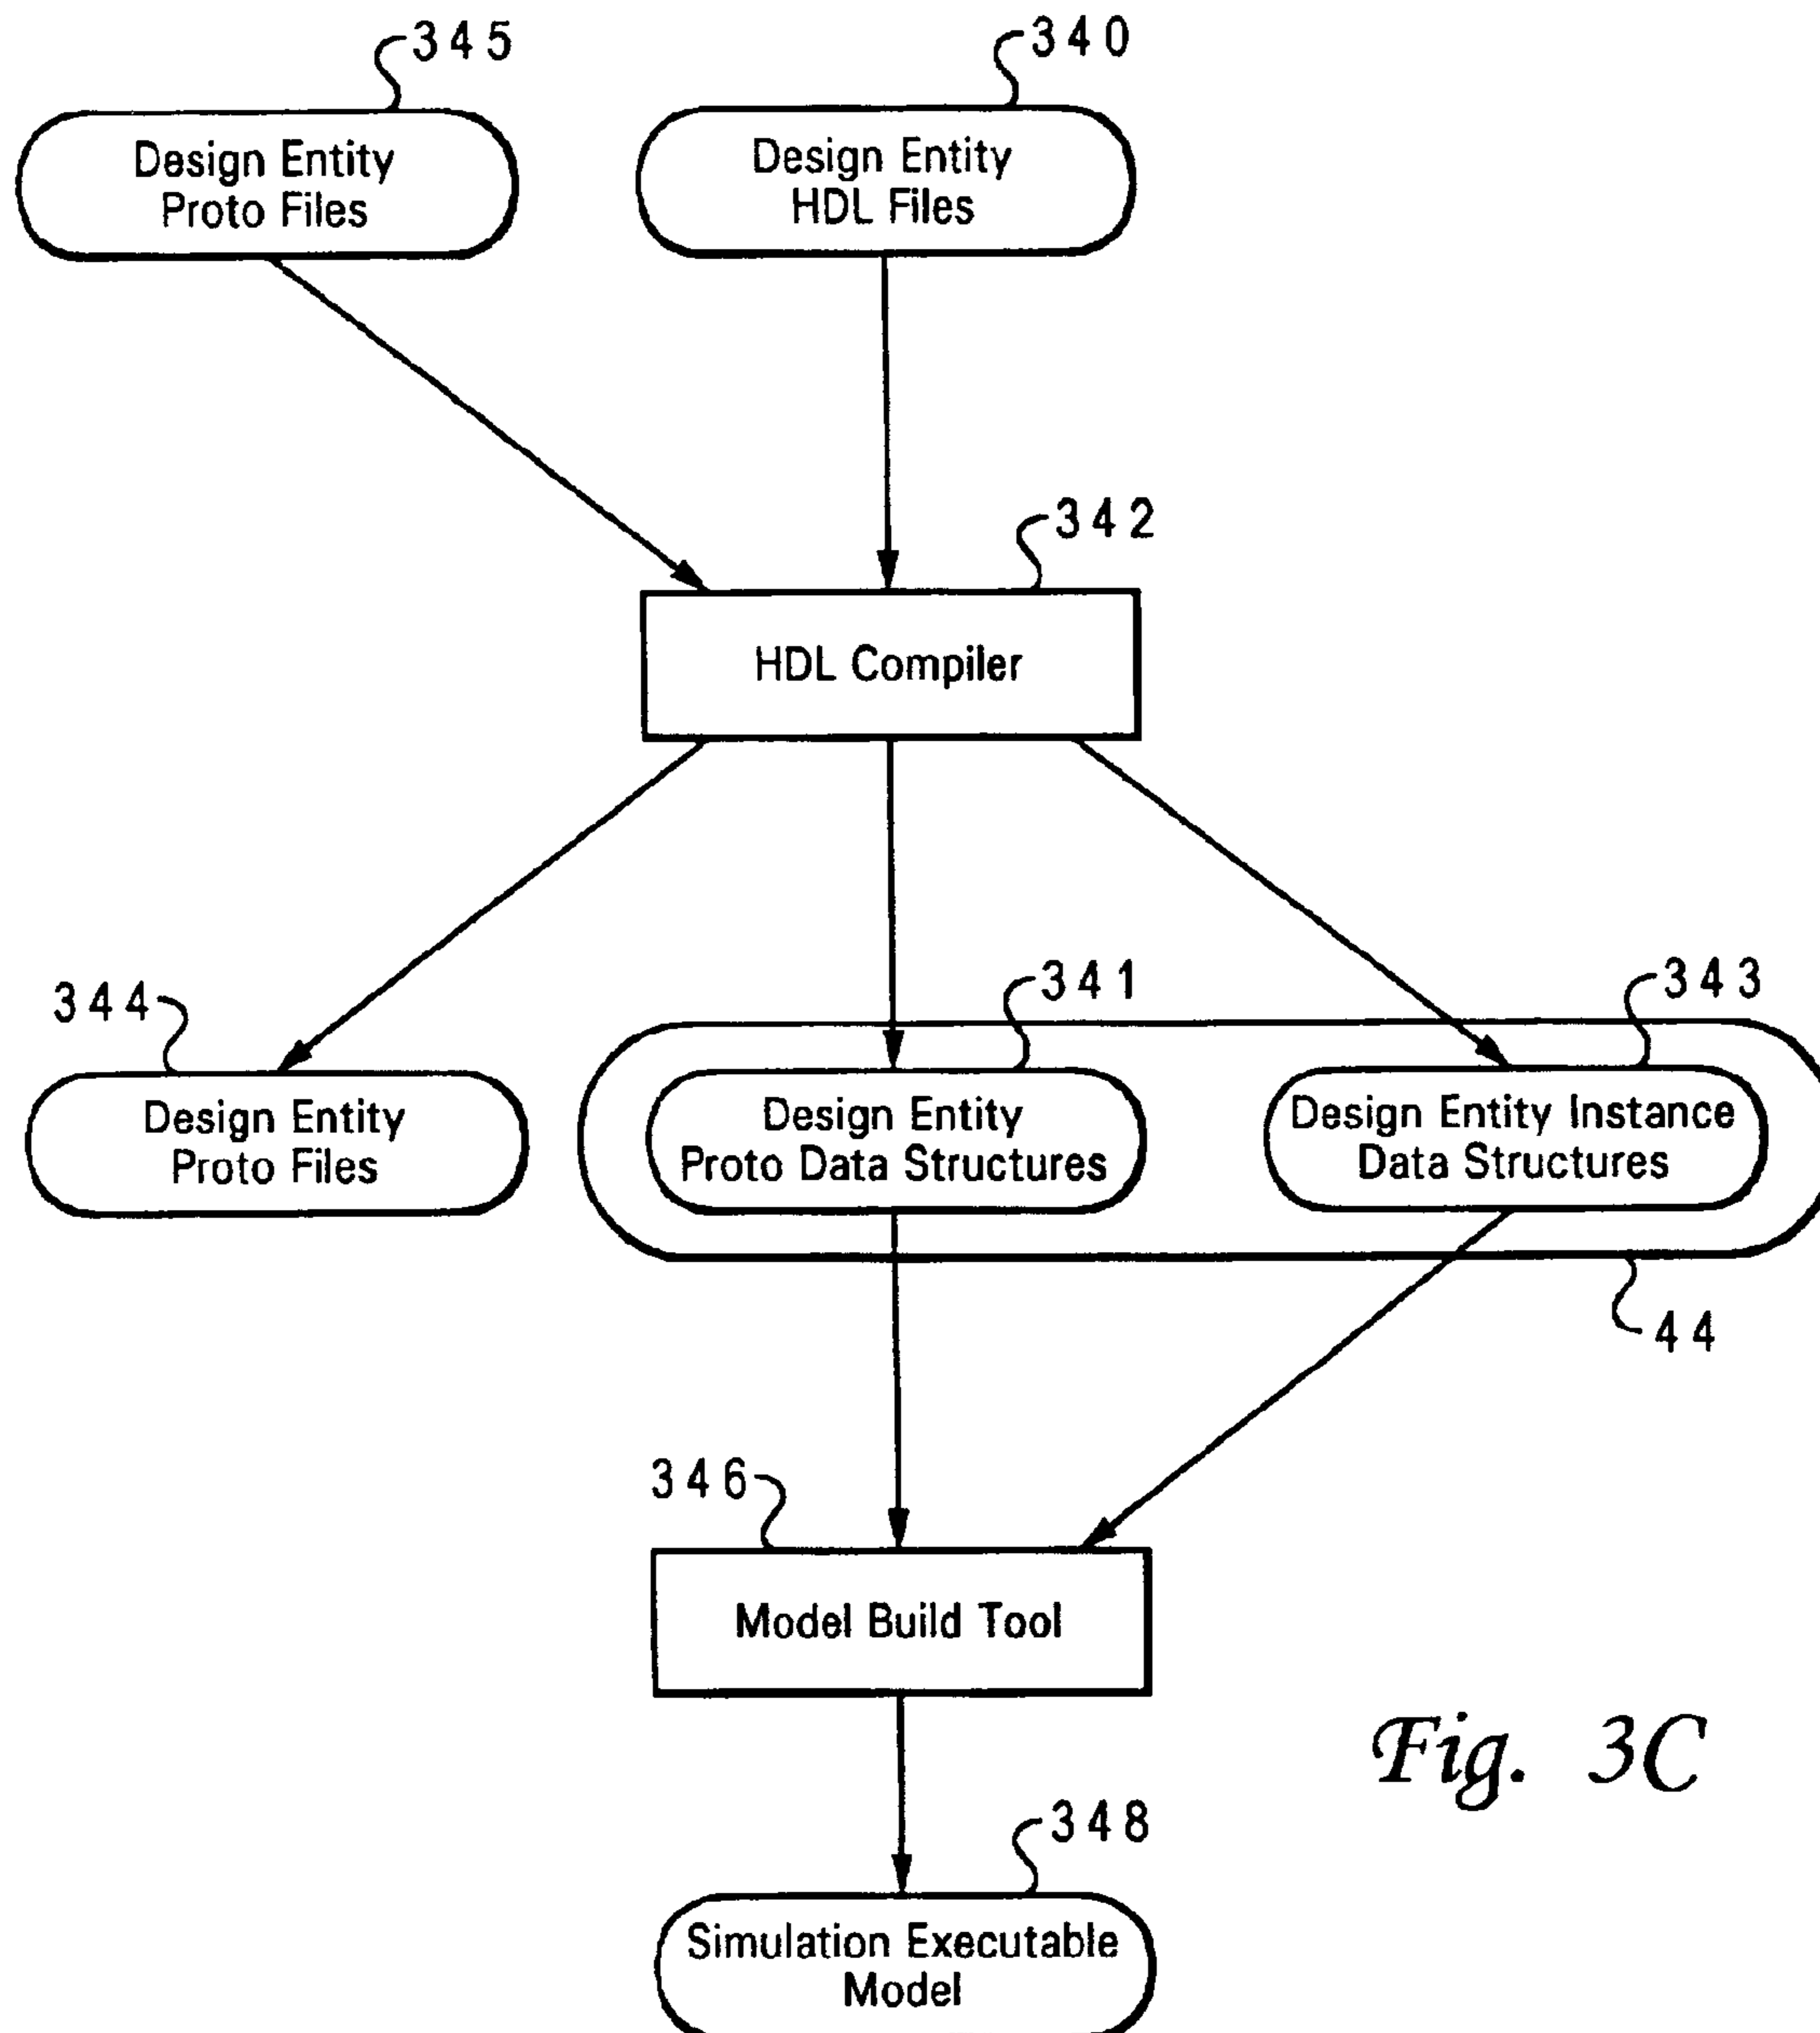 345
340
Design Entity
Proto Files
Design Entity
HDL Files
342
HDL Compiler
344
341
343
Design Entity
Proto Files
Design Entity
Proto Data Structures
Design Entity Instance
Data Structures
44
346
Model Build Tool
Fig. 3C
348
Simulation Executable
Model